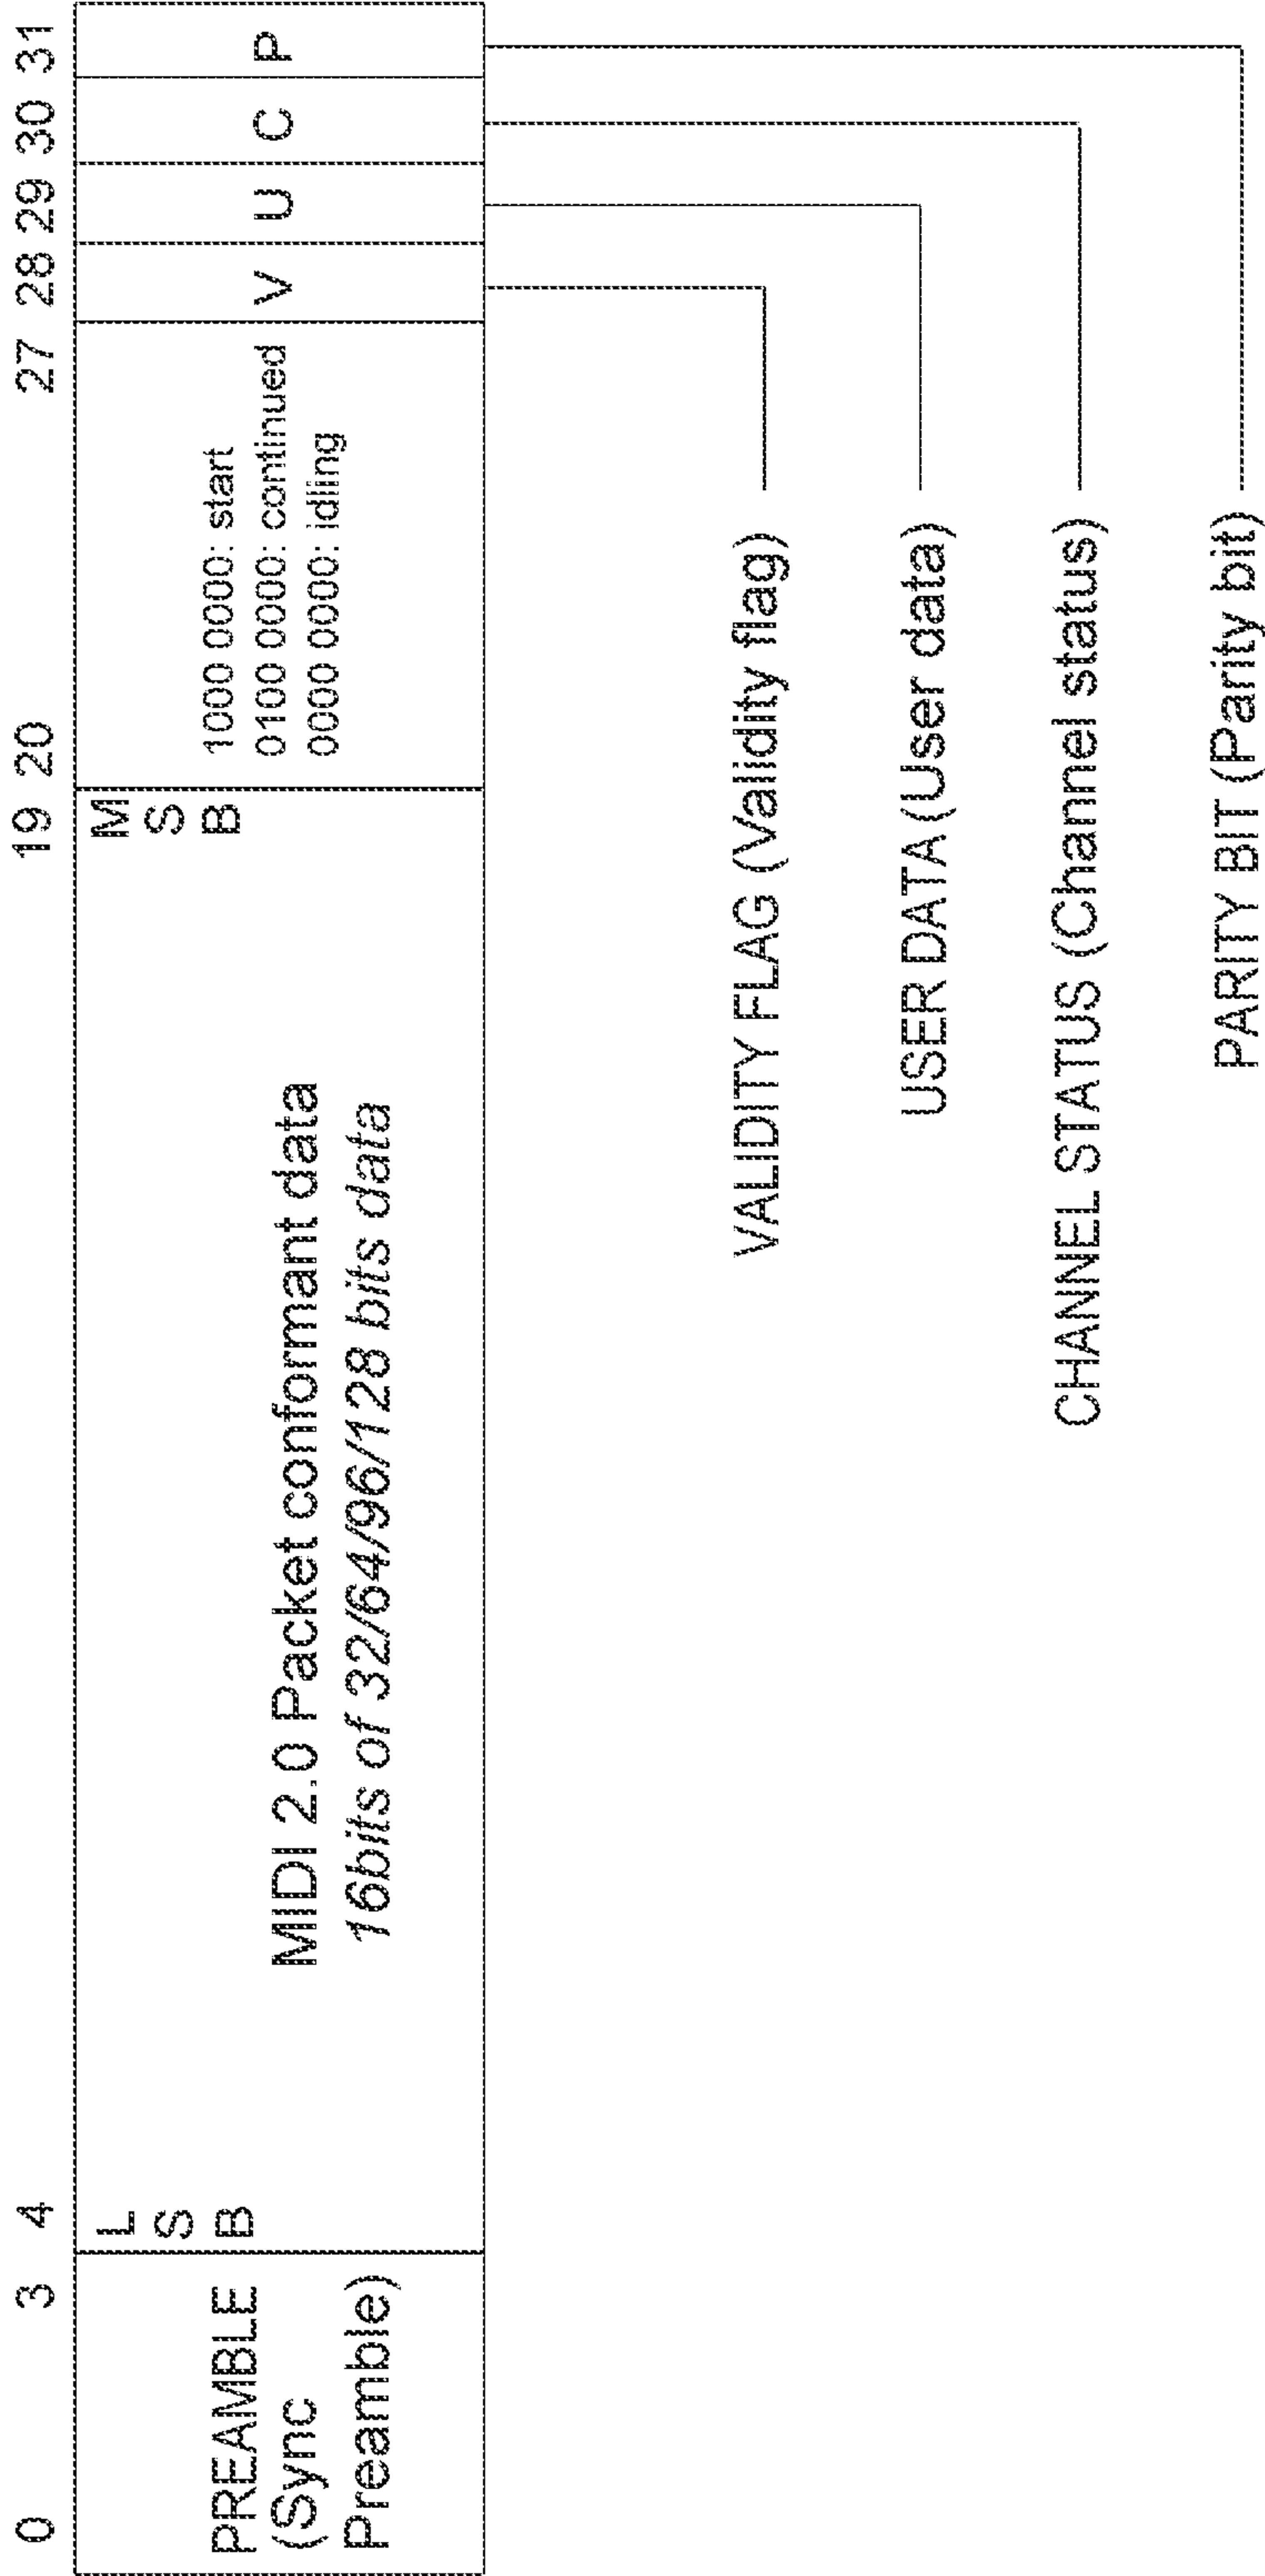 0 3 4 19 20 27 28 29 30 31
PREAMBLE
(Sync
Preamble)
L
S
B
MIDI 2.0 Packet conformant data
16bits of 32/64/96/128 bits data
M
S
B
1000 0000: start
0100 0000: continued
0000 0000: idling
V U C P
VALIDITY FLAG (Validity flag)
USER DATA (User data)
CHANNEL STATUS (Channel status)
PARITY BIT (Parity bit)